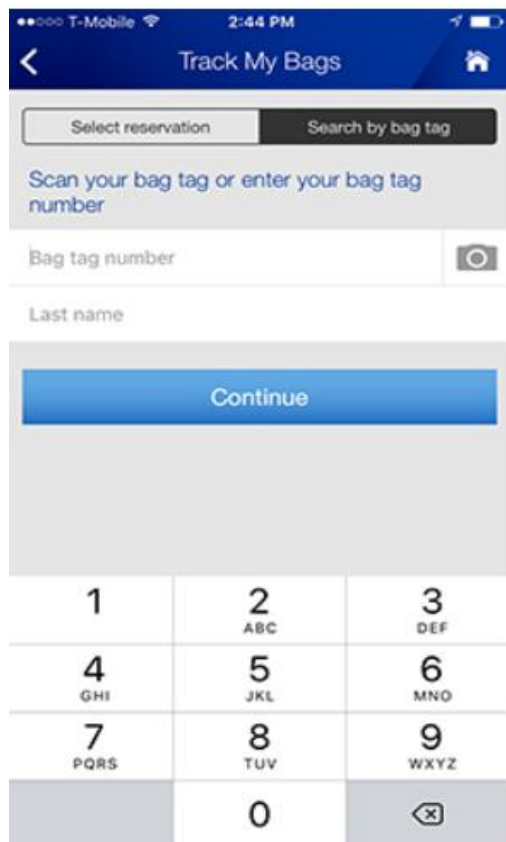 T-Mobile 2:44 PM
Track My Bags
Select reservation Search by bag tag
Scan your bag tag or enter your bag tag
number
Bag tag number
Last name
Continue
1 2 3
ABC DEF
4 5 6
GHI JKL MNO
7 8 9
PQRS TUV WXYZ
0